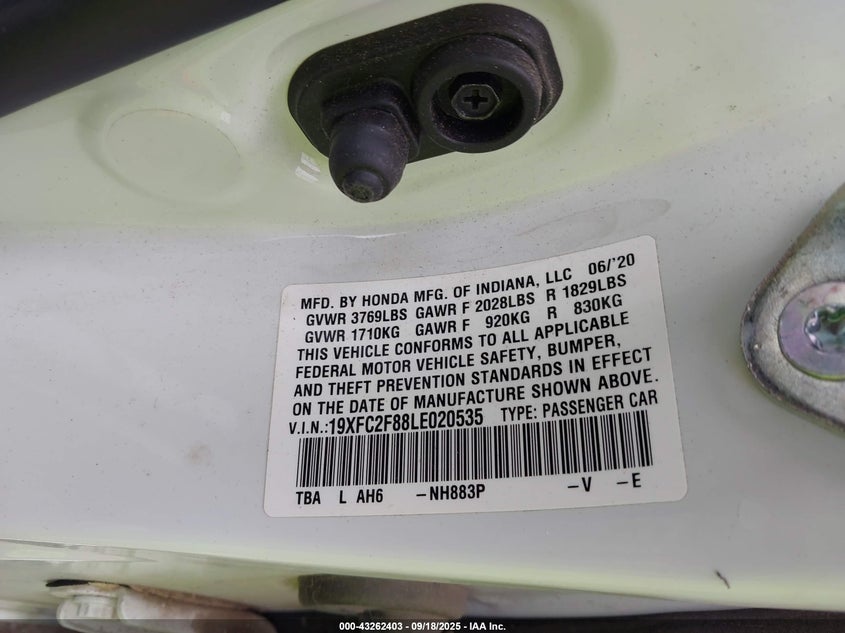 MFD. BY HONDA MFG. OF INDIANA, LLC 06/'20
GVWR 3769LBS GAWR F 2028LBS R 1829LBS
GVWR 1710KG GAWR F 920KG R 830KG
THIS VEHICLE CONFORMS TO ALL APPLICABLE
FEDERAL MOTOR VEHICLE SAFETY, BUMPER,
AND THEFT PREVENTION STANDARDS IN EFFECT
ON THE DATE OF MANUFACTURE SHOWN ABOVE.
V.I.N.:19XFC2F88LE020535 TYPE: PASSENGER CAR
TBA L AH6 -NH883P -V -E
000-43262403 - 09/18/2025 - IAA Inc.